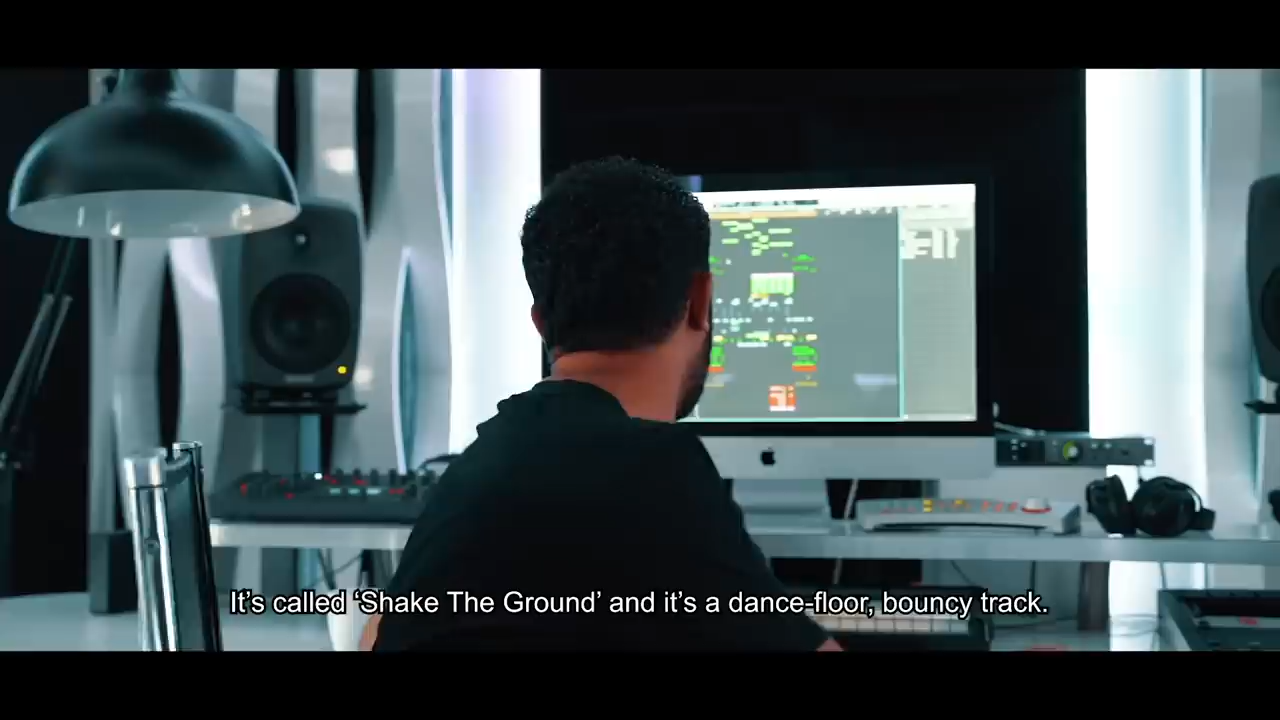 It’s called ‘Shake The Ground’ and it’s a dance-floor, bouncy track.